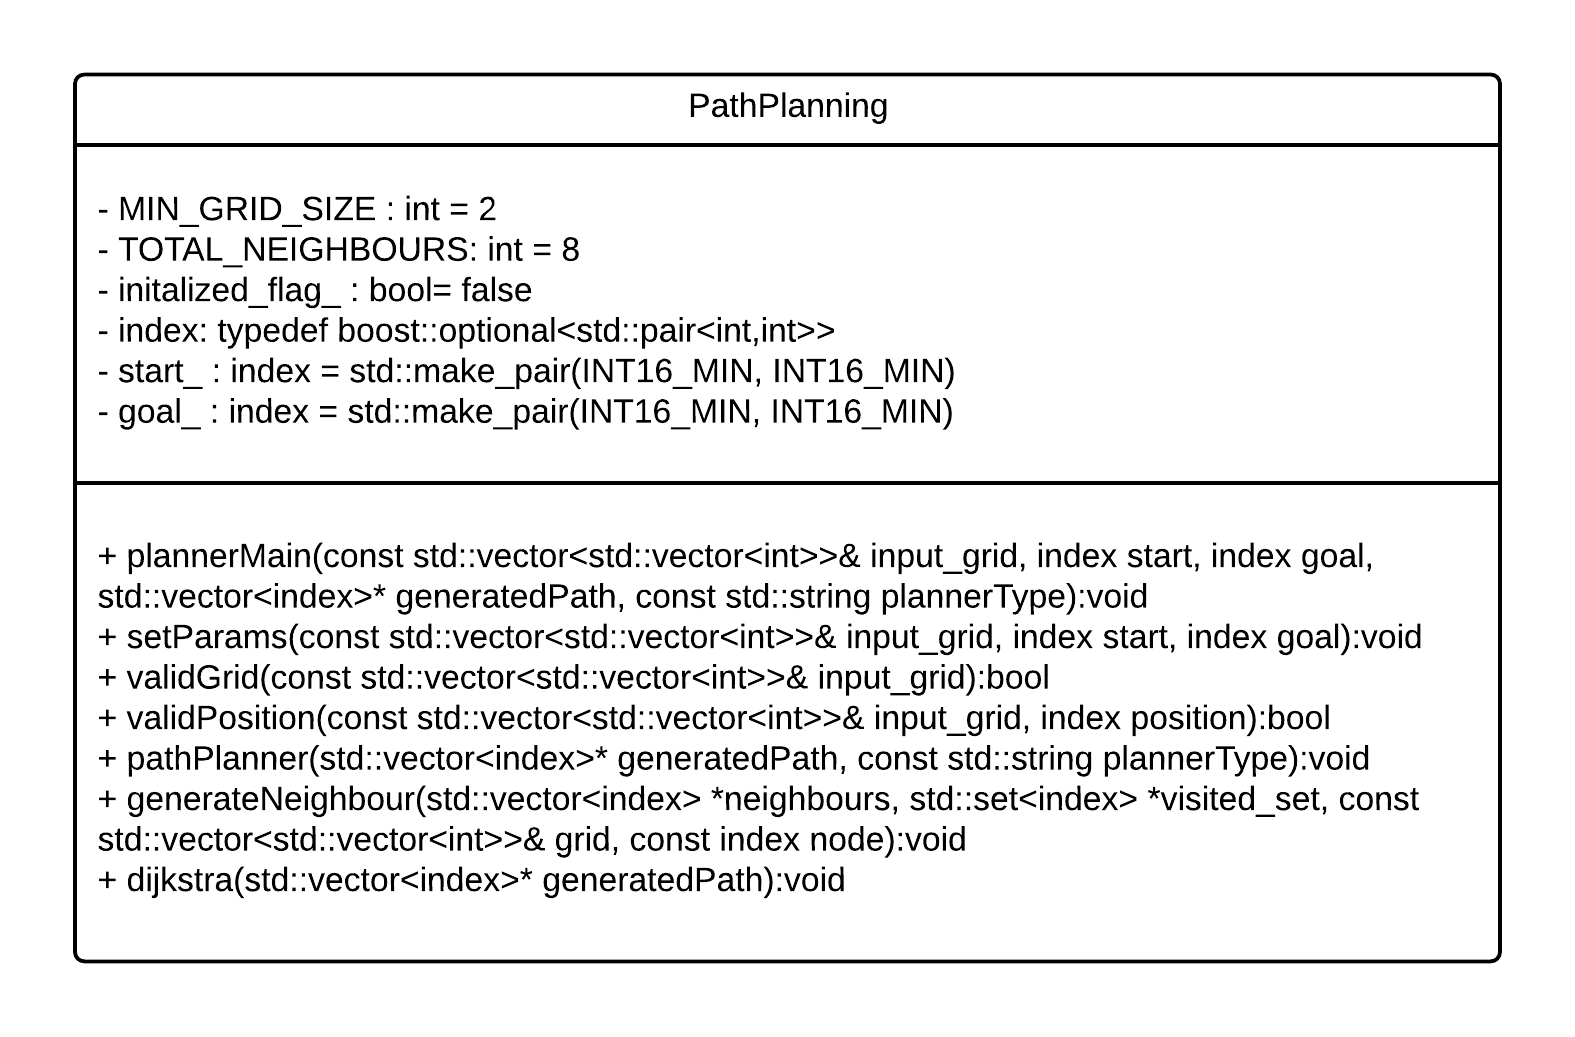 PathPlanning
- MIN_GRID_SIZE : int = 2
- TOTAL_NEIGHBOURS: int = 8
- initalized_flag_ : bool= false
- index: typedef boost::optional<std::pair<int,int>>
- start_ : index = std::make_pair(INT16_MIN, INT16_MIN)
- goal_ : index = std::make_pair(INT16_MIN, INT16_MIN)
+ plannerMain(const std::vector<std::vector<int>>& input_grid, index start, index goal,
std::vector<index>* generatedPath, const std::string plannerType):void
+ setParams(const std::vector<std::vector<int>>& input_grid, index start, index goal):void
+ validGrid(const std::vector<std::vector<int>>& input_grid):bool
+ validPosition(const std::vector<std::vector<int>>& input_grid, index position):bool
+ pathPlanner(std::vector<index>* generatedPath, const std::string plannerType):void
+ generateNeighbour(std::vector<index> *neighbours, std::set<index> *visited_set, const
std::vector<std::vector<int>>& grid, const index node):void
+ dijkstra(std::vector<index>* generatedPath):void